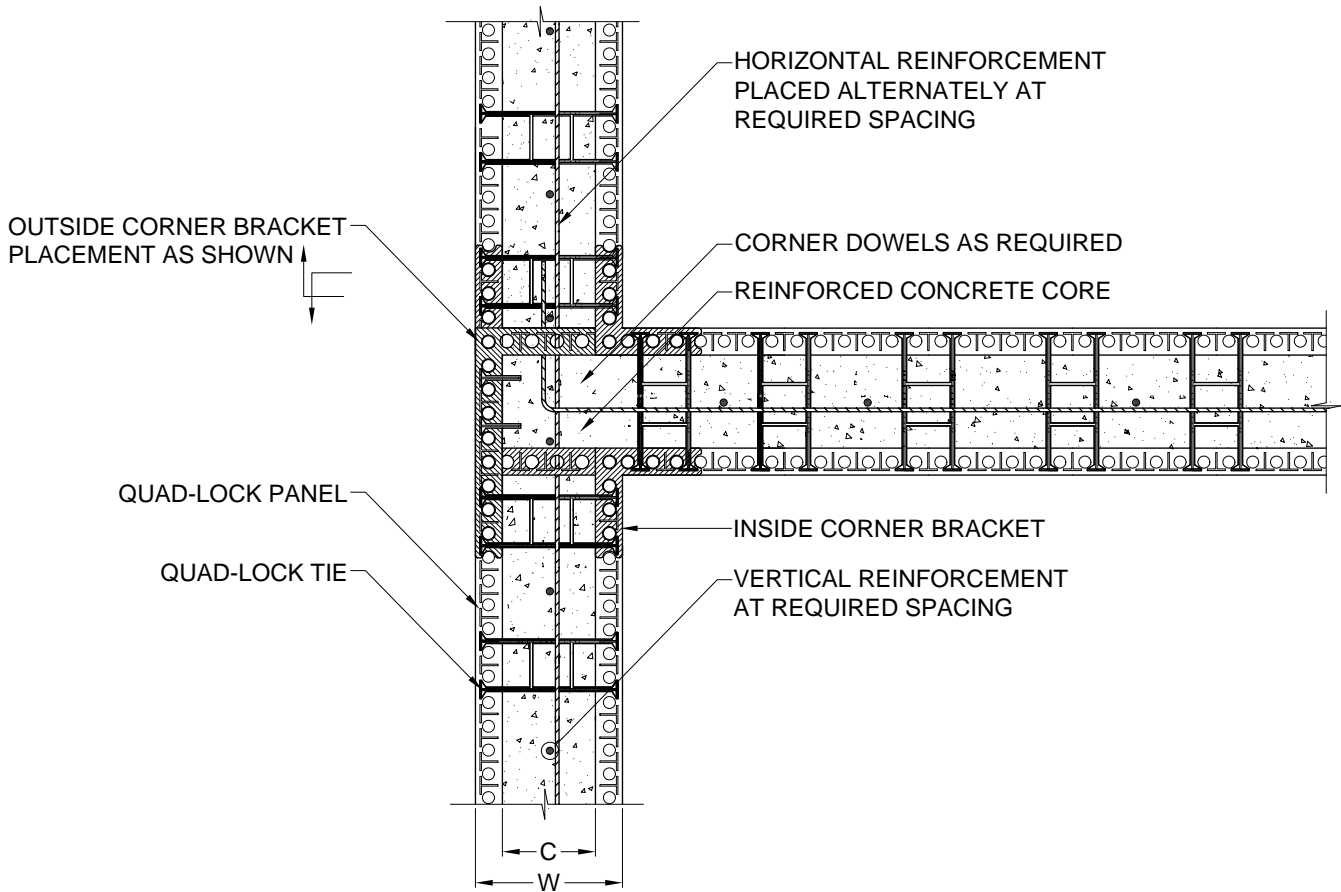 HORIZONTAL REINFORCEMENT
PLACED ALTERNATELY AT
REQUIRED SPACING
OUTSIDE CORNER BRACKET
PLACEMENT AS SHOWN
CORNER DOWELS AS REQUIRED
REINFORCED CONCRETE CORE
QUAD-LOCK PANEL
INSIDE CORNER BRACKET
QUAD-LOCK TIE
VERTICAL REINFORCEMENT
AT REQUIRED SPACING
C
W